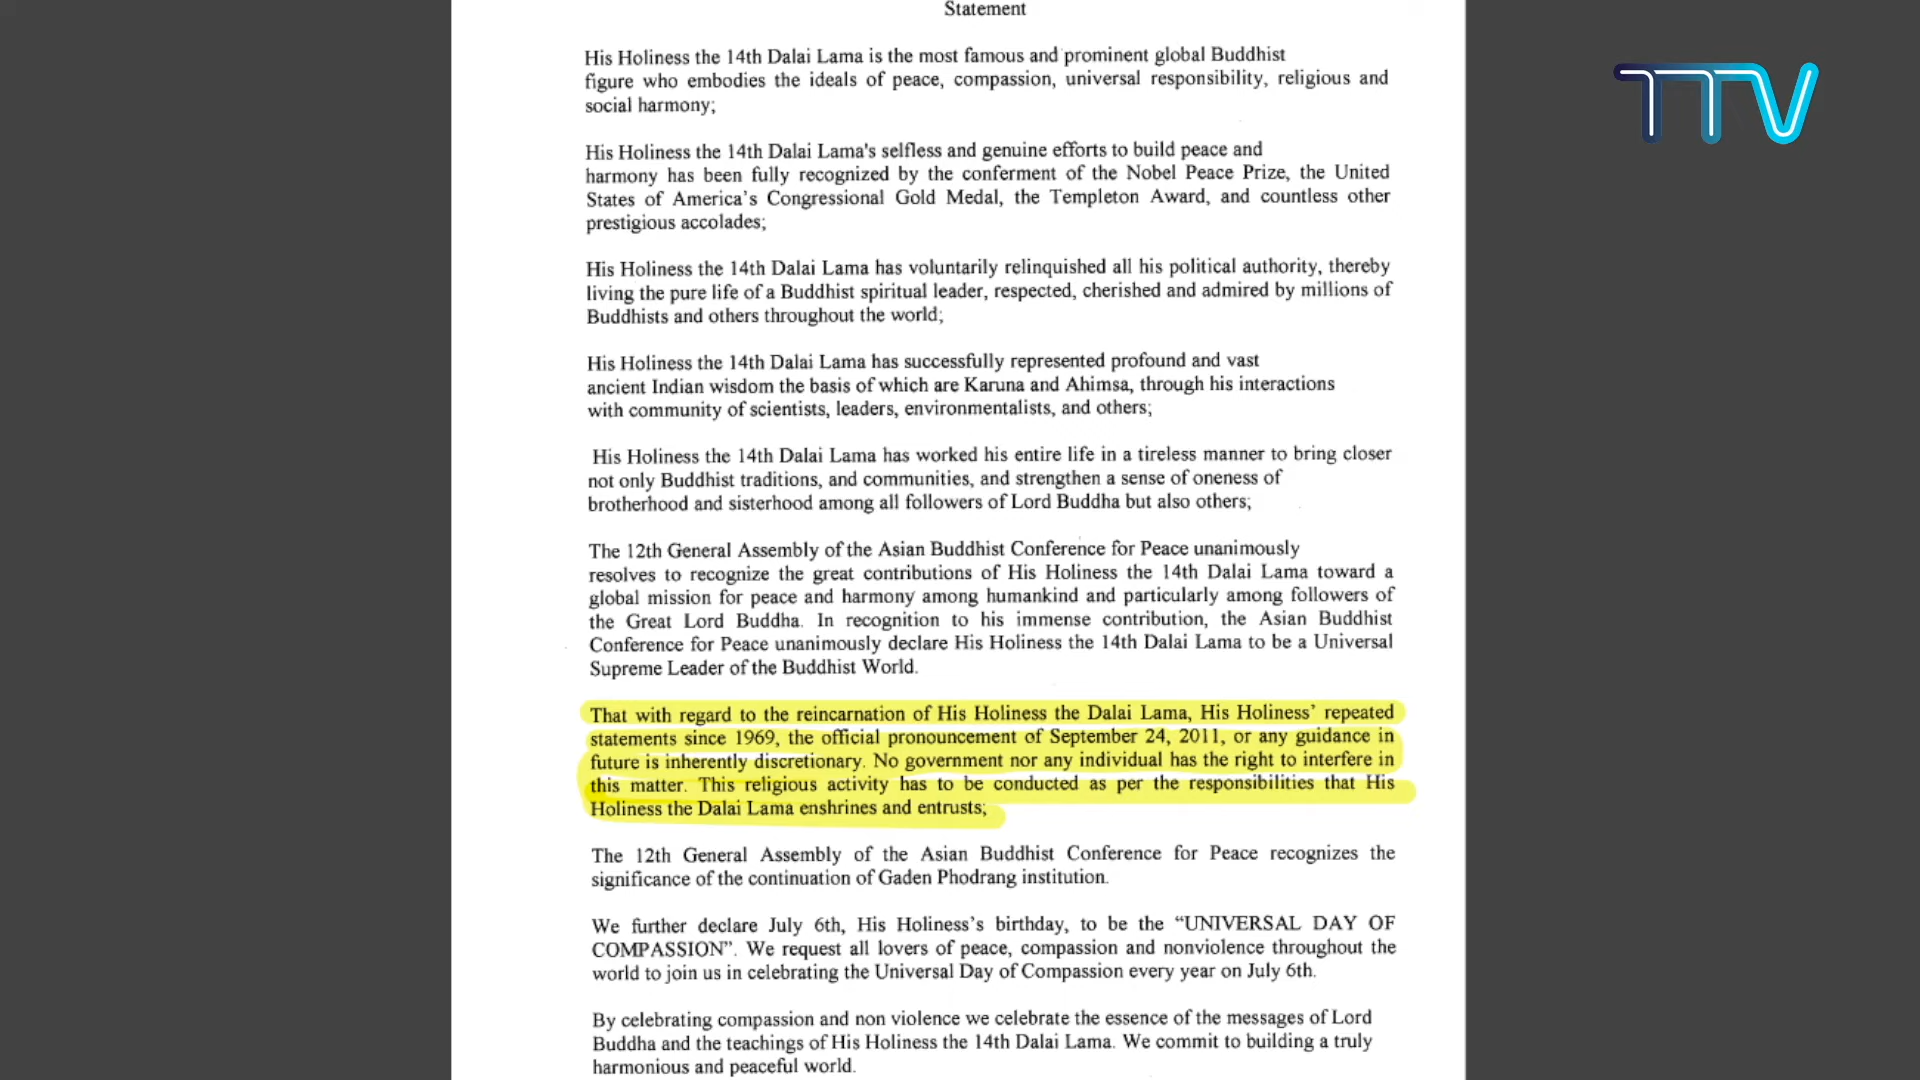 Statement
TTV
His Holiness the 14th Dalai Lama is the most famous and prominent global Buddhist
figure who embodies the ideals of peace, compassion, universal responsibility, religious and
social harmony;
His Holiness the 14th Dalai Lama's selfless and genuine efforts to build peace and
harmony has been fully recognized by the conferment of the Nobel Peace Prize, the United
States of America's Congressional Gold Medal, the Templeton Award, and countless other
prestigious accolades;
His Holiness the 14th Dalai Lama has voluntarily relinquished all his political authority, thereby
living the pure life of a Buddhist spiritual leader, respected, cherished and admired by millions of
Buddhists and others throughout the world;
His Holiness the 14th Dalai Lama has successfully represented profound and vast
ancient Indian wisdom the basis of which are Karuna and Ahimsa, through his interactions
with community of scientists, leaders, environmentalists, and others;
His Holiness the 14th Dalai Lama has worked his entire life in a tireless manner to bring closer
not only Buddhist traditions, and communities, and strengthen a sense of oneness of
brotherhood and sisterhood among all followers of Lord Buddha but also others;
The 12th General Assembly of the Asian Buddhist Conference for Peace unanimously
resolves to recognize the great contributions of His Holiness the 14th Dalai Lama toward a
global mission for peace and harmony among humankind and particularly among followers of
the Great Lord Buddha. In recognition to his immense contribution, the Asian Buddhist
Conference for Peace unanimously declare His Holiness the 14th Dalai Lama to be a Universal
Supreme Leader of the Buddhist World.
That with regard to the reincarnation of His Holiness the Dalai Lama, His Holiness' repeated
statements since 1969, the official pronouncement of September 24, 2011, or any guidance in
future is inherently discretionary. No government nor any individual has the right to interfere in
this matter. This religious activity has to be conducted as per the responsibilities that His
Holiness the Dalai Lama enshrines and entrusts;
The 12th General Assembly of the Asian Buddhist Conference for Peace recognizes the
significance of the continuation of Gaden Phodrang institution.
We further declare July 6th, His Holiness's birthday, to be the “UNIVERSAL DAY OF
COMPASSION”. We request all lovers of peace, compassion and nonviolence throughout the
world to join us in celebrating the Universal Day of Compassion every year on July 6th.
By celebrating compassion and non violence we celebrate the essence of the messages of Lord
Buddha and the teachings of His Holiness the 14th Dalai Lama. We commit to building a truly
harmonious and peaceful world.